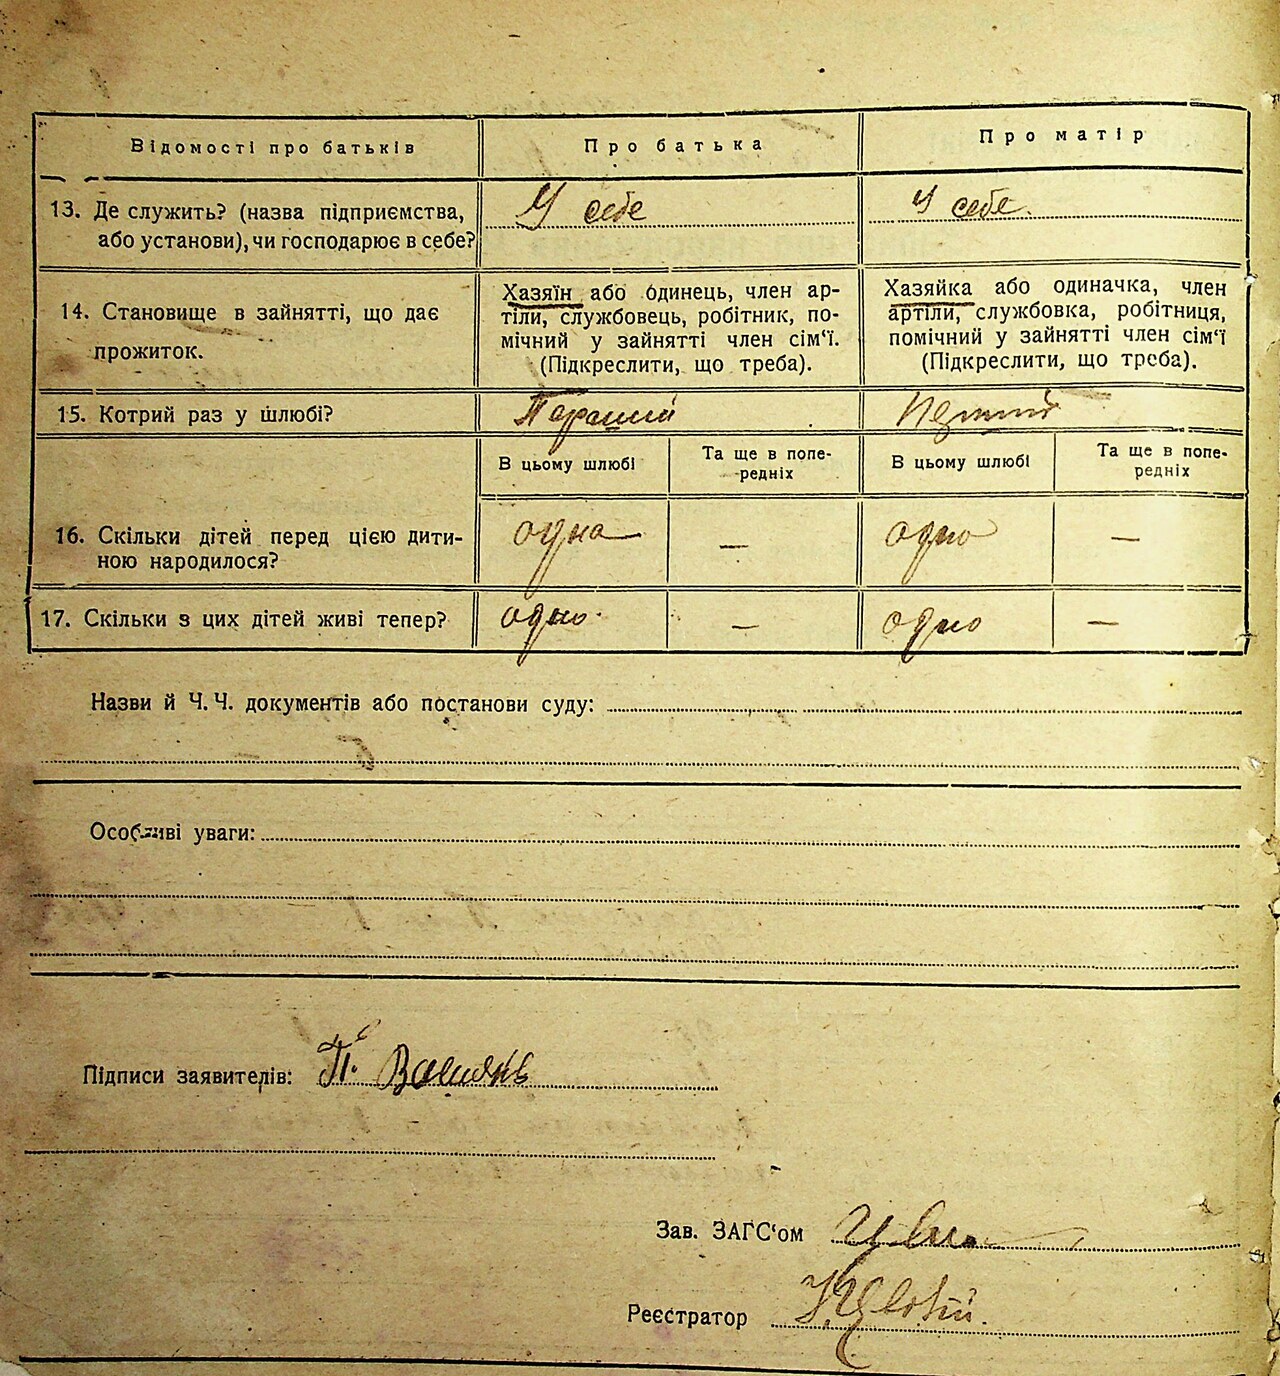 Відомості про батьків
Про батька
Про матір
13. Де служить? (назва підприємства,
або установи), чи господарює в себе?
У себе
У себе.
14. Становище в зайнятті, що дає
прожиток.
Хазяїн або одинець, член ар-
тіли, службовець, робітник, по-
мічний у зайнятті член сім‘ї.
(Підкреслити, що треба).
Хазяйка або одиначка, член
артіли, службовка, робітниця,
помічний у зайнятті член сім‘ї
(Підкреслити, що треба).
15. Котрий раз у шлюбі?
Перший
Перший
В цьому шлюбі
Та ще в попе-
редніх
В цьому шлюбі
Та ще в попе-
редніх
16. Скільки дітей перед цією дити-
ною народилося?
одна
—
одно
—
17. Скільки з цих дітей живі тепер?
одно
—
одно
—
Назви й Ч. Ч. документів або постанови суду:
Особливі уваги:
Підписи заявителів:
Зав. ЗАГС‘ом
Реєстратор